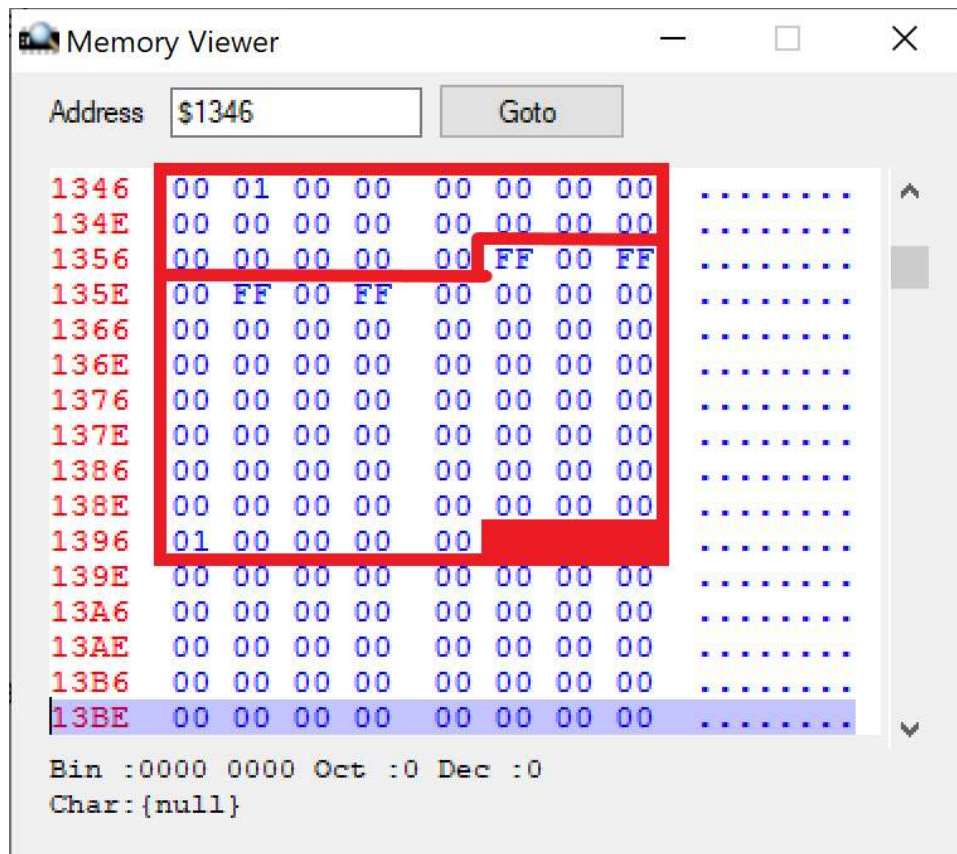 Memory Viewer
Address $1346 Goto
1346 00 01 00 00 00 00 00 00 ........
134E 00 00 00 00 00 00 00 00 ........
1356 00 00 00 00 00 FF 00 FF ........
135E 00 FF 00 FF 00 00 00 00 ........
1366 00 00 00 00 00 00 00 00 ........
136E 00 00 00 00 00 00 00 00 ........
1376 00 00 00 00 00 00 00 00 ........
137E 00 00 00 00 00 00 00 00 ........
1386 00 00 00 00 00 00 00 00 ........
138E 00 00 00 00 00 00 00 00 ........
1396 01 00 00 00 00 ........
139E 00 00 00 00 00 00 00 00 ........
13A6 00 00 00 00 00 00 00 00 ........
13AE 00 00 00 00 00 00 00 00 ........
13B6 00 00 00 00 00 00 00 00 ........
13BE 00 00 00 00 00 00 00 00 ........
Bin :0000 0000 Oct :0 Dec :0
Char:{null}